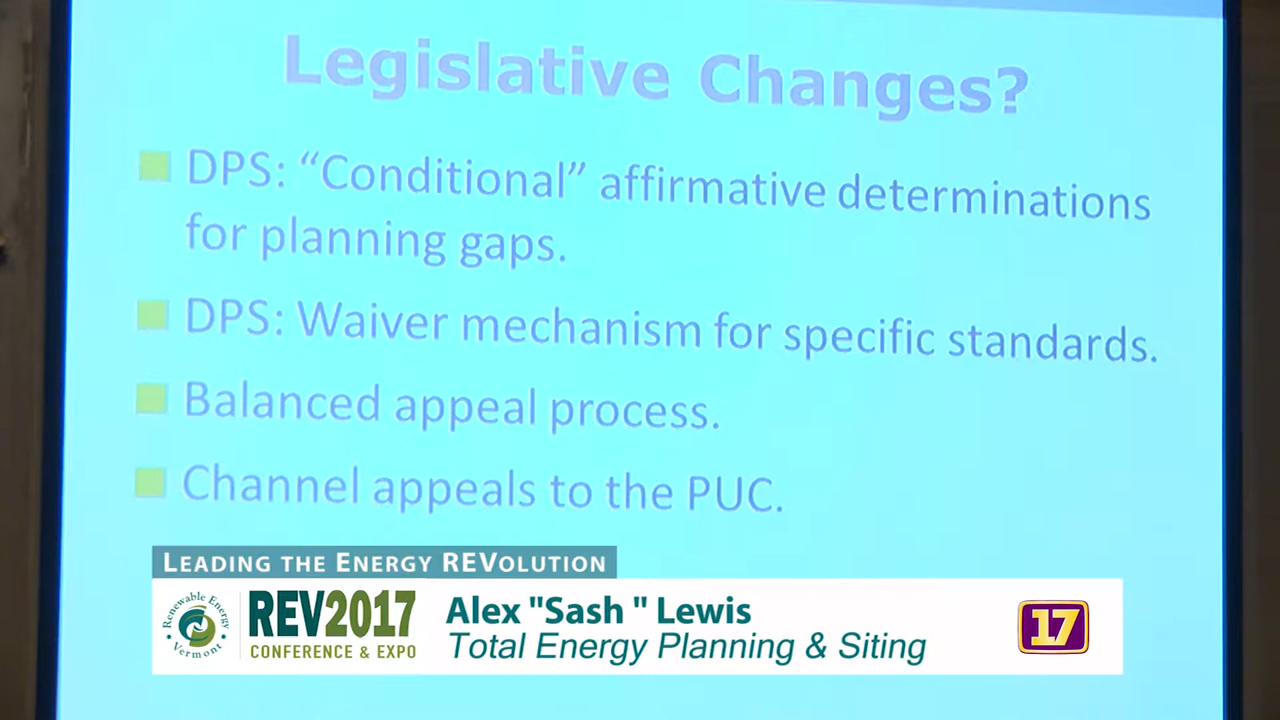 Legislative Changes?
DPS: “Conditional” affirmative determinations
for planning gaps.
DPS: Waiver mechanism for specific standards.
Balanced appeal process.
Channel appeals to the PUC.
LEADING THE ENERGY REVOLUTION
Renewable Energy
Vermont
REV2017
CONFERENCE & EXPO
Alex "Sash " Lewis
Total Energy Planning & Siting
17